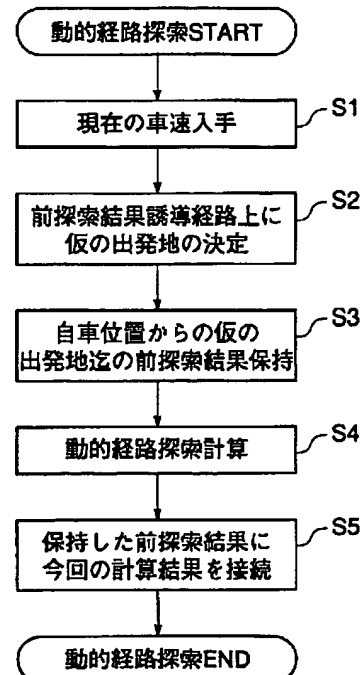 動的経路探索START
現在の車速入手
S1
前探索結果誘導経路上に
仮の出発地の決定
S2
自車位置からの仮の
出発地迄の前探索結果保持
S3
動的経路探索計算
S4
保持した前探索結果に
今回の計算結果を接続
S5
動的経路探索END